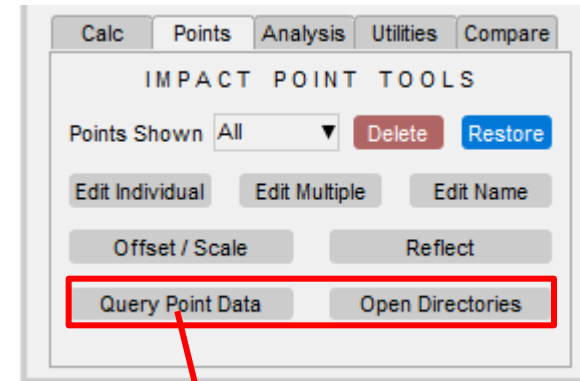 Calc Points Analysis Utilities Compare
IMPACT POINT TOOLS
Points Shown All ▼ Delete Restore
Edit Individual Edit Multiple Edit Name
Offset / Scale Reflect
Query Point Data Open Directories